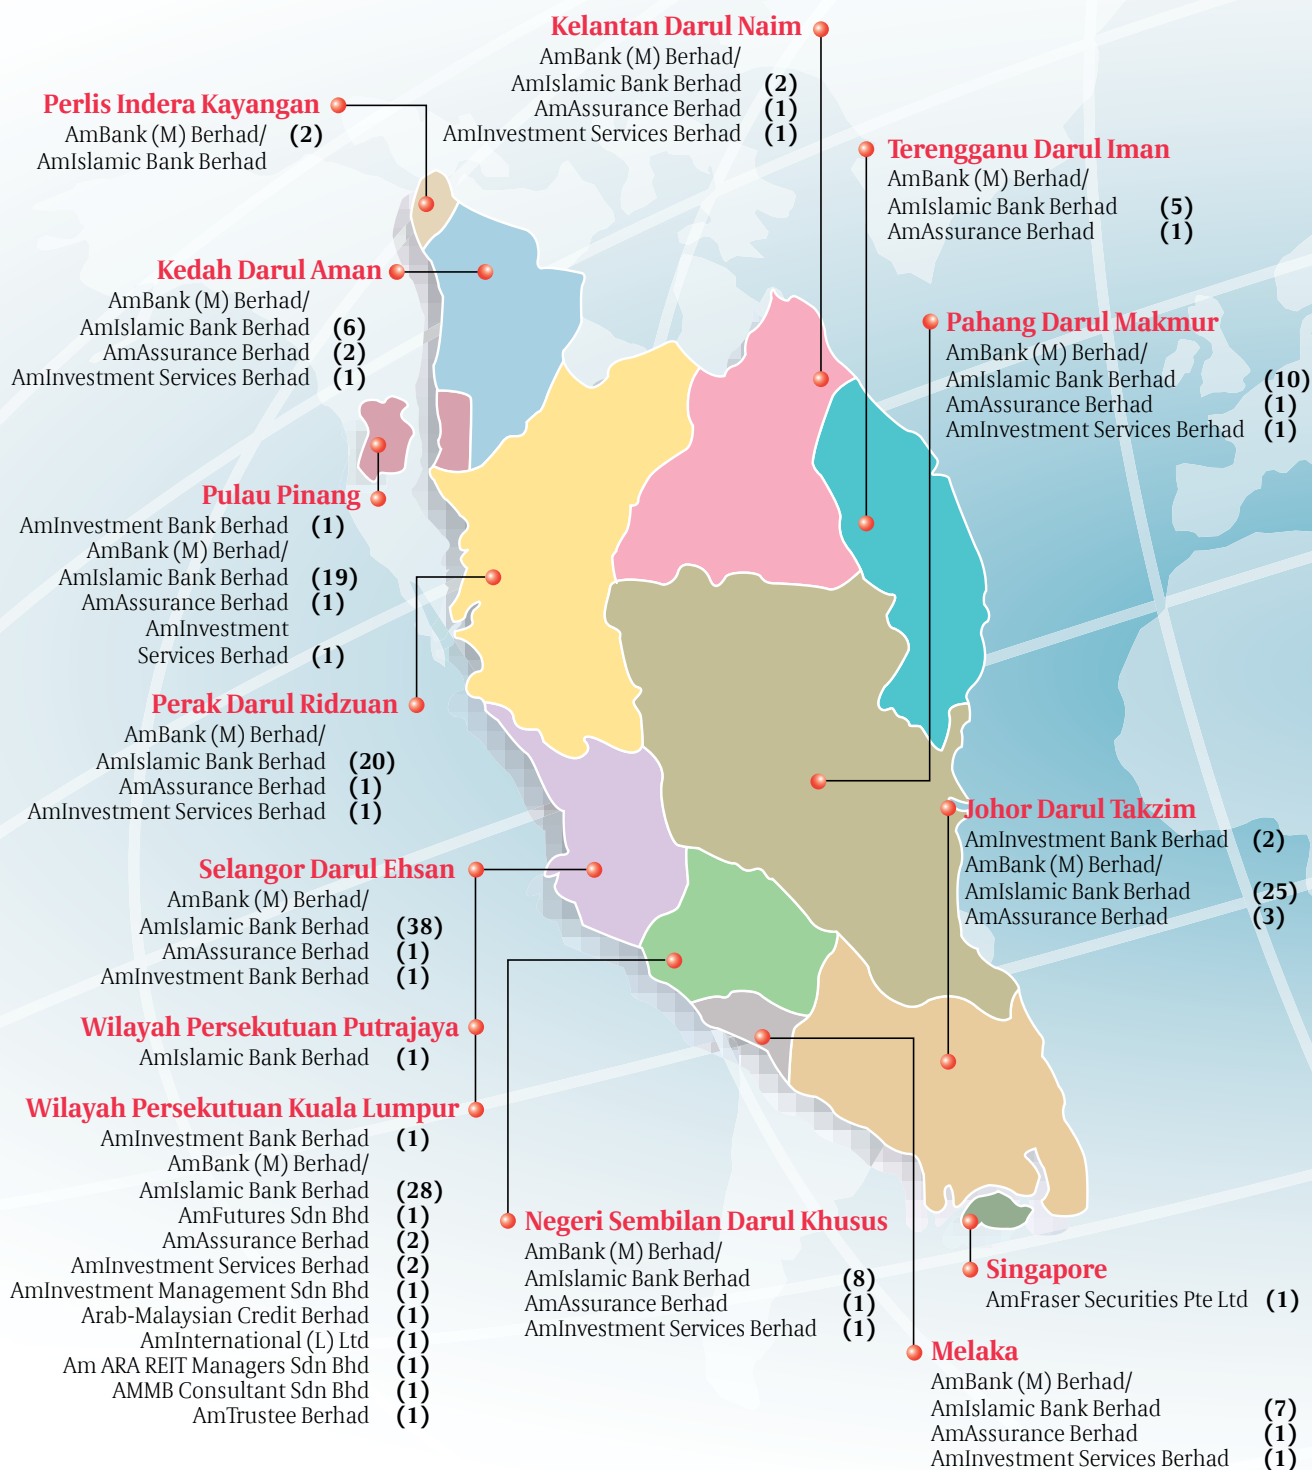 Kelantan Darul Naim
AmBank (M) Berhad/
AmIslamic Bank Berhad (2)
AmAssurance Berhad (1)
AmInvestment Services Berhad (1)
Perlis Indera Kayangan
AmBank (M) Berhad/ (2)
AmIslamic Bank Berhad
Terengganu Darul Iman
AmBank (M) Berhad/
AmIslamic Bank Berhad (5)
AmAssurance Berhad (1)
Kedah Darul Aman
AmBank (M) Berhad/
AmIslamic Bank Berhad (6)
AmAssurance Berhad (2)
AmInvestment Services Berhad (1)
Pahang Darul Makmur
AmBank (M) Berhad/
AmIslamic Bank Berhad (10)
AmAssurance Berhad (1)
AmInvestment Services Berhad (1)
Pulau Pinang
AmInvestment Bank Berhad (1)
AmBank (M) Berhad/
AmIslamic Bank Berhad (19)
AmAssurance Berhad (1)
AmInvestment
Services Berhad (1)
Perak Darul Ridzuan
AmBank (M) Berhad/
AmIslamic Bank Berhad (20)
AmAssurance Berhad (1)
AmInvestment Services Berhad (1)
Johor Darul Takzim
AmInvestment Bank Berhad (2)
AmBank (M) Berhad/
AmIslamic Bank Berhad (25)
AmAssurance Berhad (3)
Selangor Darul Ehsan
AmBank (M) Berhad/
AmIslamic Bank Berhad (38)
AmAssurance Berhad (1)
AmInvestment Bank Berhad (1)
Wilayah Persekutuan Putrajaya
AmIslamic Bank Berhad (1)
Wilayah Persekutuan Kuala Lumpur
AmInvestment Bank Berhad (1)
AmBank (M) Berhad/
AmIslamic Bank Berhad (28)
AmFutures Sdn Bhd (1)
AmAssurance Berhad (2)
AmInvestment Services Berhad (2)
AmInvestment Management Sdn Bhd (1)
Arab-Malaysian Credit Berhad (1)
AmInternational (L) Ltd (1)
Am ARA REIT Managers Sdn Bhd (1)
AMMB Consultant Sdn Bhd (1)
AmTrustee Berhad (1)
Negeri Sembilan Darul Khusus
AmBank (M) Berhad/
AmIslamic Bank Berhad (8)
AmAssurance Berhad (1)
AmInvestment Services Berhad (1)
Singapore
AmFraser Securities Pte Ltd (1)
Melaka
AmBank (M) Berhad/
AmIslamic Bank Berhad (7)
AmAssurance Berhad (1)
AmInvestment Services Berhad (1)